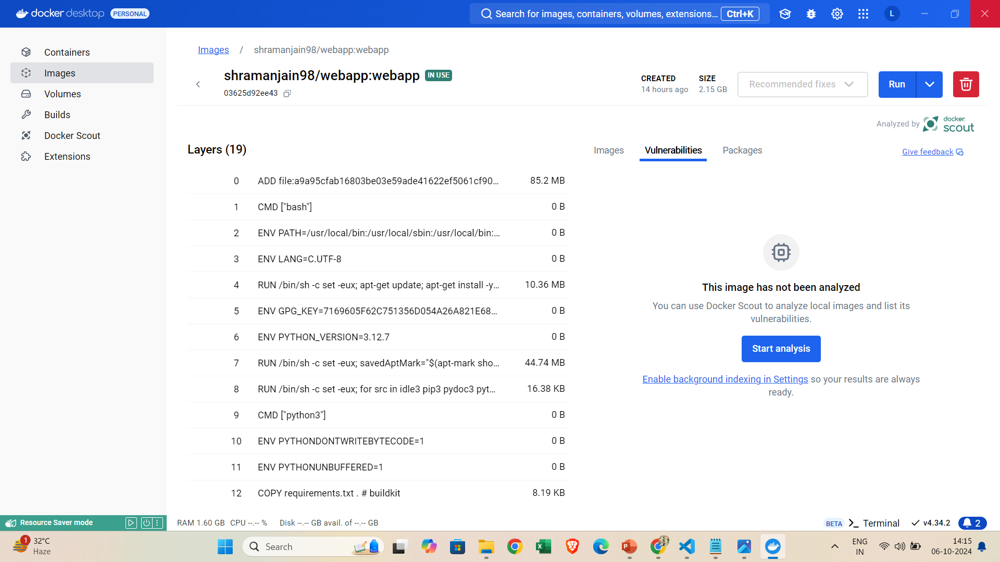 docker desktop PERSONAL
Search for images, containers, volumes, extensions... Ctrl+K
L
Containers
Images
Volumes
Builds
Docker Scout
Extensions
Images / shramanjain98/webapp:webapp
shramanjain98/webapp:webapp IN USE
03625d92ee43
CREATED
14 hours ago
SIZE
2.15 GB
Recommended fixes
Run
Analyzed by docker scout
Layers (19)
Images Vulnerabilities Packages
Give feedback
0 ADD file:a9a95cfab16803be03e59ade41622ef5061cf90... 85.2 MB
1 CMD ["bash"] 0 B
2 ENV PATH=/usr/local/bin:/usr/local/sbin:/usr/local/bin:... 0 B
3 ENV LANG=C.UTF-8 0 B
4 RUN /bin/sh -c set -eux; apt-get update; apt-get install -y... 10.36 MB
5 ENV GPG_KEY=7169605F62C751356D054A26A821E68... 0 B
6 ENV PYTHON_VERSION=3.12.7 0 B
7 RUN /bin/sh -c set -eux; savedAptMark="$(apt-mark sho... 44.74 MB
8 RUN /bin/sh -c set -eux; for src in idle3 pip3 pydoc3 pyt... 16.38 KB
9 CMD ["python3"] 0 B
10 ENV PYTHONDONTWRITEBYTECODE=1 0 B
11 ENV PYTHONUNBUFFERED=1 0 B
12 COPY requirements.txt . # buildkit 8.19 KB
This image has not been analyzed
You can use Docker Scout to analyze local images and list its
vulnerabilities.
Start analysis
Enable background indexing in Settings so your results are always
ready.
Resource Saver mode
RAM 1.60 GB CPU --.-- % Disk --.-- GB avail. of --.-- GB
BETA Terminal v4.34.2 2
1
32°C
Haze
Search
ENG
IN
14:15
06-10-2024